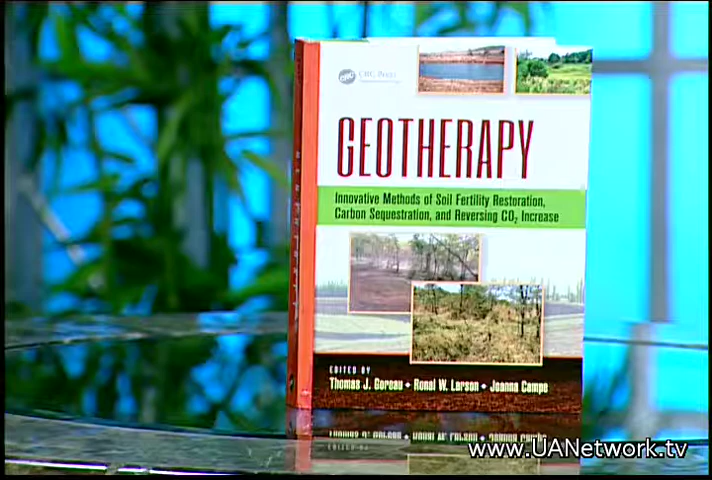 CRC CRC Press
GEOTHERAPY
Innovative Methods of Soil Fertility Restoration,
Carbon Sequestration, and Reversing CO₂ Increase
EDITED BY
Thomas J. Goreau • Ronal W. Larson • Joanna Campe
www.UANetwork.tv